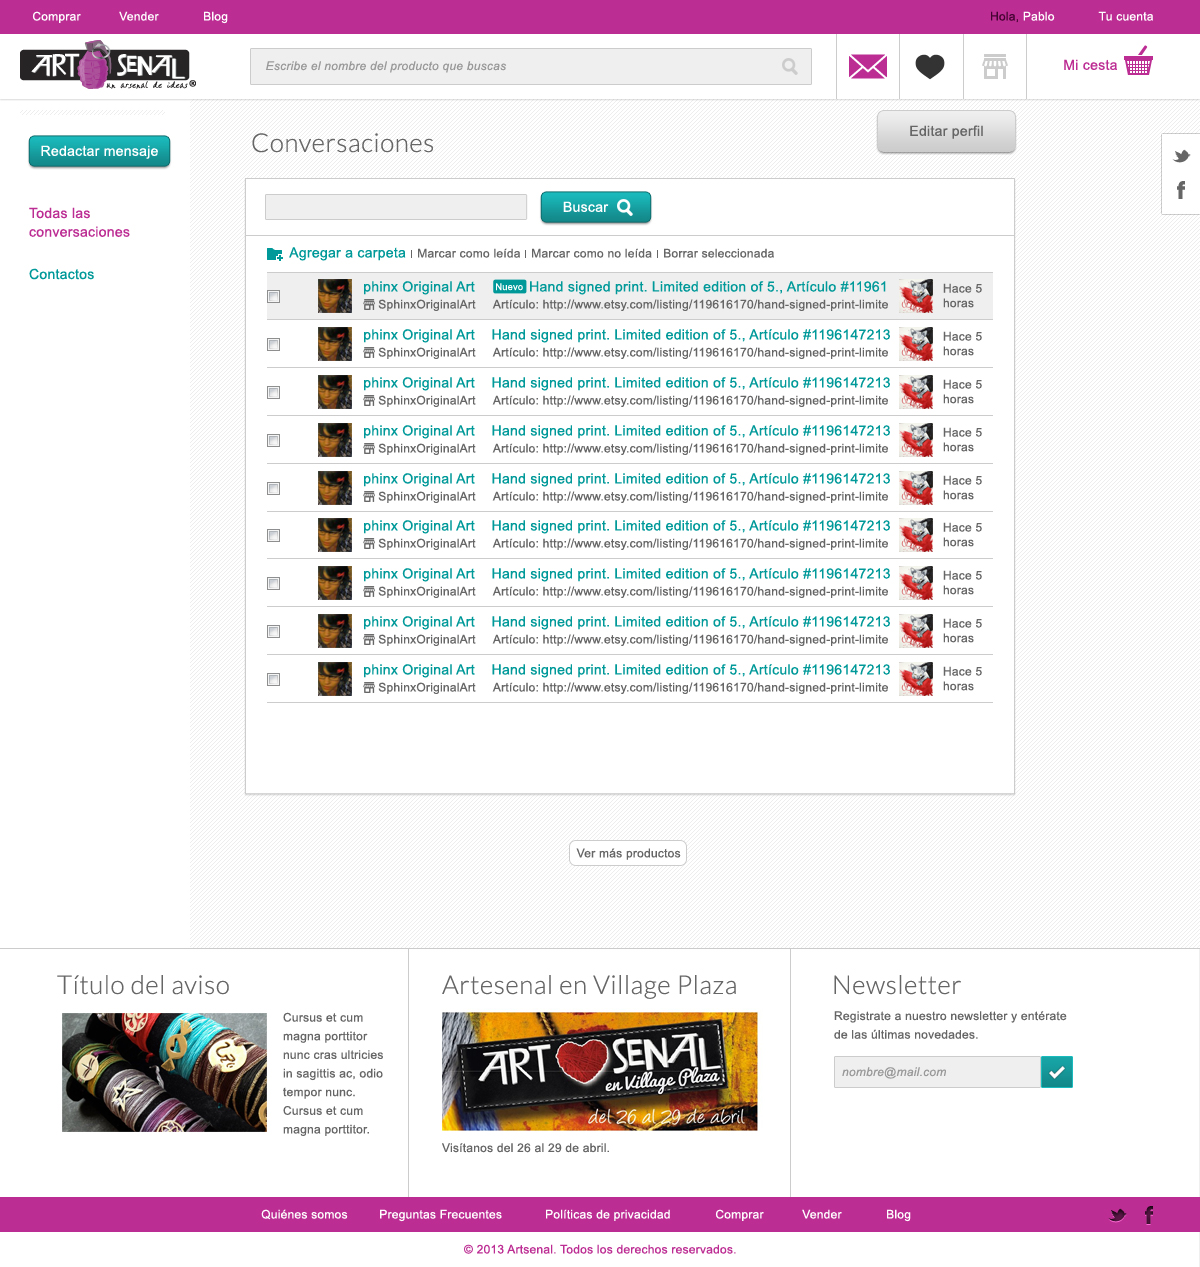 Comprar Vender Blog Hola, Pablo Tu cuenta
ART SENAL
un arsenal de ideas
Escribe el nombre del producto que buscas
Mi cesta
Redactar mensaje
Todas las
conversaciones
Contactos
Conversaciones
Editar perfil
Buscar
Agregar a carpeta | Marcar como leída | Marcar como no leída | Borrar seleccionada
phinx Original Art Nuevo Hand signed print. Limited edition of 5., Artículo #11961 Hace 5
SphinxOriginalArt Artículo: http://www.etsy.com/listing/119616170/hand-signed-print-limite horas
phinx Original Art Hand signed print. Limited edition of 5., Artículo #1196147213 Hace 5
SphinxOriginalArt Artículo: http://www.etsy.com/listing/119616170/hand-signed-print-limite horas
phinx Original Art Hand signed print. Limited edition of 5., Artículo #1196147213 Hace 5
SphinxOriginalArt Artículo: http://www.etsy.com/listing/119616170/hand-signed-print-limite horas
phinx Original Art Hand signed print. Limited edition of 5., Artículo #1196147213 Hace 5
SphinxOriginalArt Artículo: http://www.etsy.com/listing/119616170/hand-signed-print-limite horas
phinx Original Art Hand signed print. Limited edition of 5., Artículo #1196147213 Hace 5
SphinxOriginalArt Artículo: http://www.etsy.com/listing/119616170/hand-signed-print-limite horas
phinx Original Art Hand signed print. Limited edition of 5., Artículo #1196147213 Hace 5
SphinxOriginalArt Artículo: http://www.etsy.com/listing/119616170/hand-signed-print-limite horas
phinx Original Art Hand signed print. Limited edition of 5., Artículo #1196147213 Hace 5
SphinxOriginalArt Artículo: http://www.etsy.com/listing/119616170/hand-signed-print-limite horas
phinx Original Art Hand signed print. Limited edition of 5., Artículo #1196147213 Hace 5
SphinxOriginalArt Artículo: http://www.etsy.com/listing/119616170/hand-signed-print-limite horas
phinx Original Art Hand signed print. Limited edition of 5., Artículo #1196147213 Hace 5
SphinxOriginalArt Artículo: http://www.etsy.com/listing/119616170/hand-signed-print-limite horas
Ver más productos
Título del aviso
Cursus et cum
magna porttitor
nunc cras ultricies
in sagittis ac, odio
tempor nunc.
Cursus et cum
magna porttitor.
Artesenal en Village Plaza
ART SENAL
en Village Plaza
del 26 al 29 de abril
Visítanos del 26 al 29 de abril.
Newsletter
Registrate a nuestro newsletter y entérate
de las últimas novedades.
nombre@mail.com
Quiénes somos Preguntas Frecuentes Políticas de privacidad Comprar Vender Blog
© 2013 Artsenal. Todos los derechos reservados.